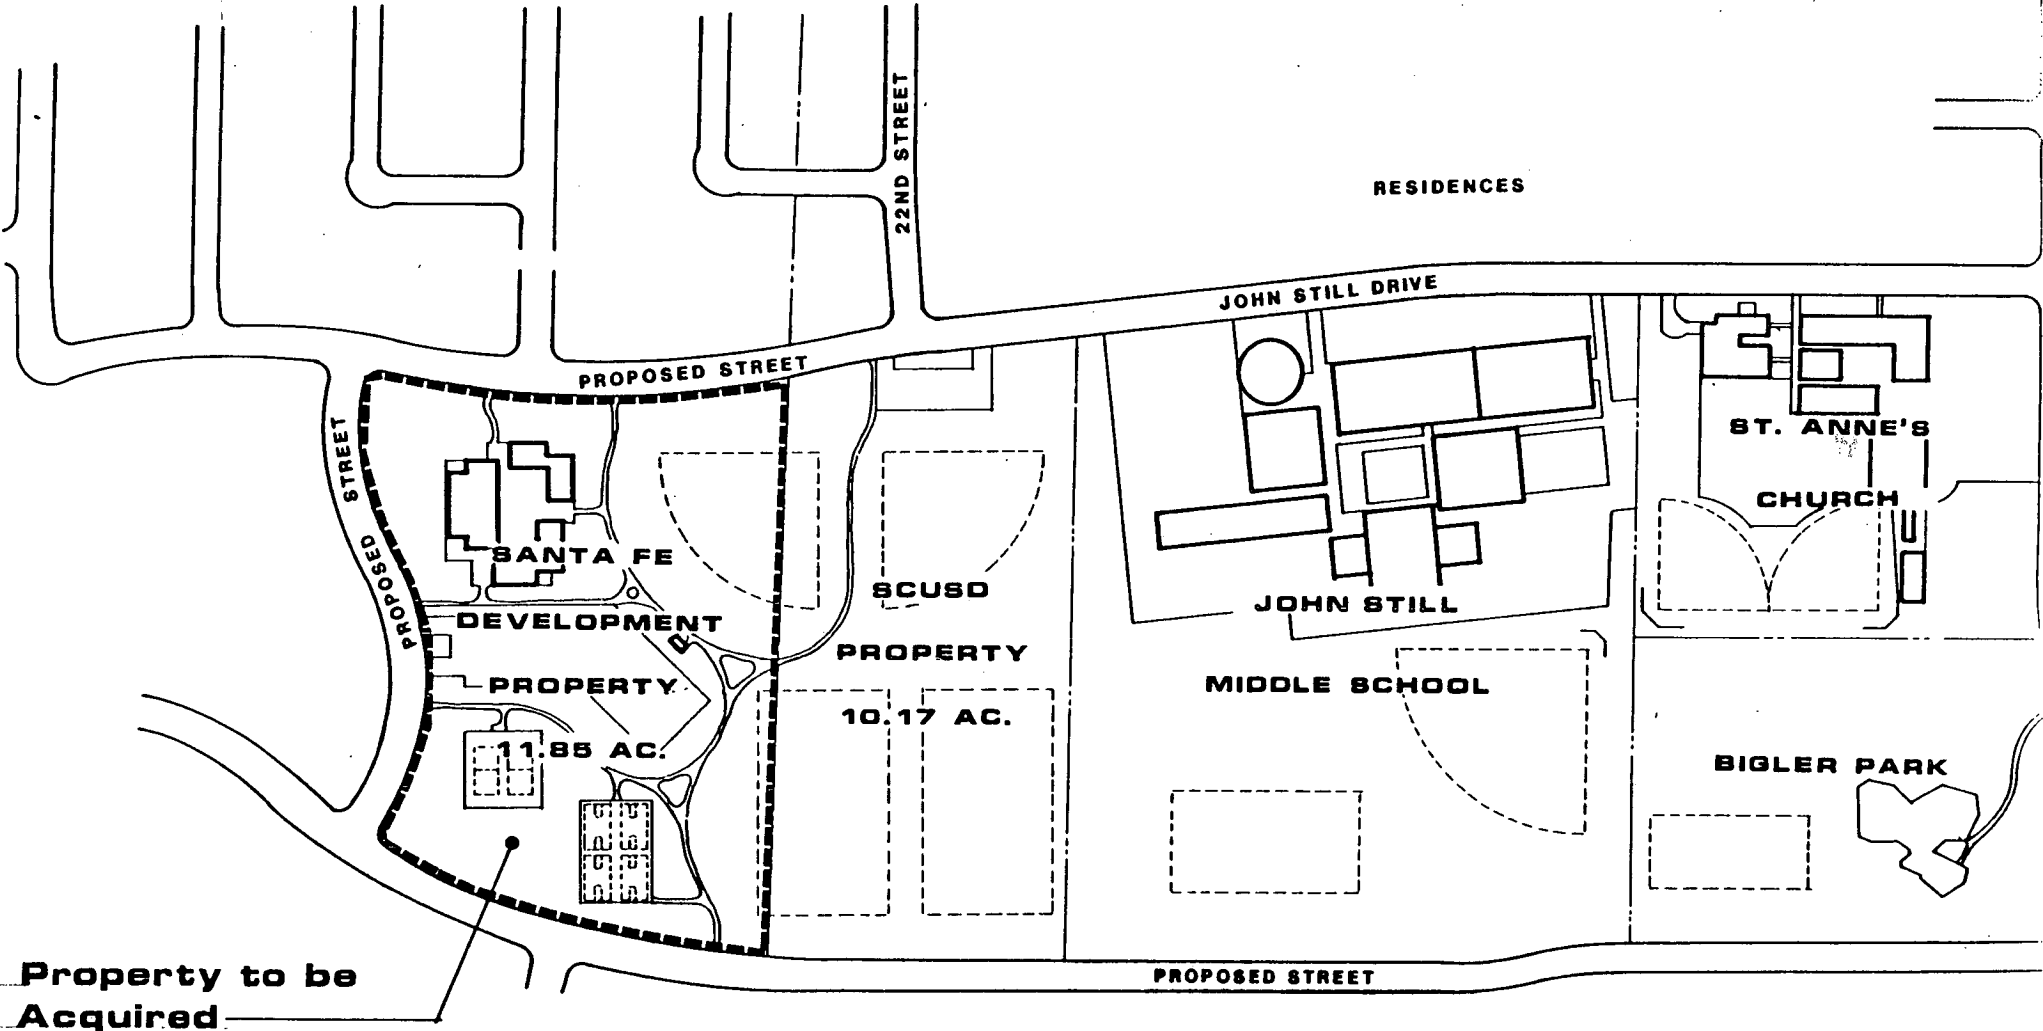 22ND STREET
RESIDENCES
JOHN STILL DRIVE
PROPOSED STREET
PROPOSED STREET
SANTA FE
DEVELOPMENT
PROPERTY
11.85 AC.
SCUSD
PROPERTY
10.17 AC.
JOHN STILL
MIDDLE SCHOOL
ST. ANNE'S
CHURCH
BIGLER PARK
Property to be
Acquired
PROPOSED STREET